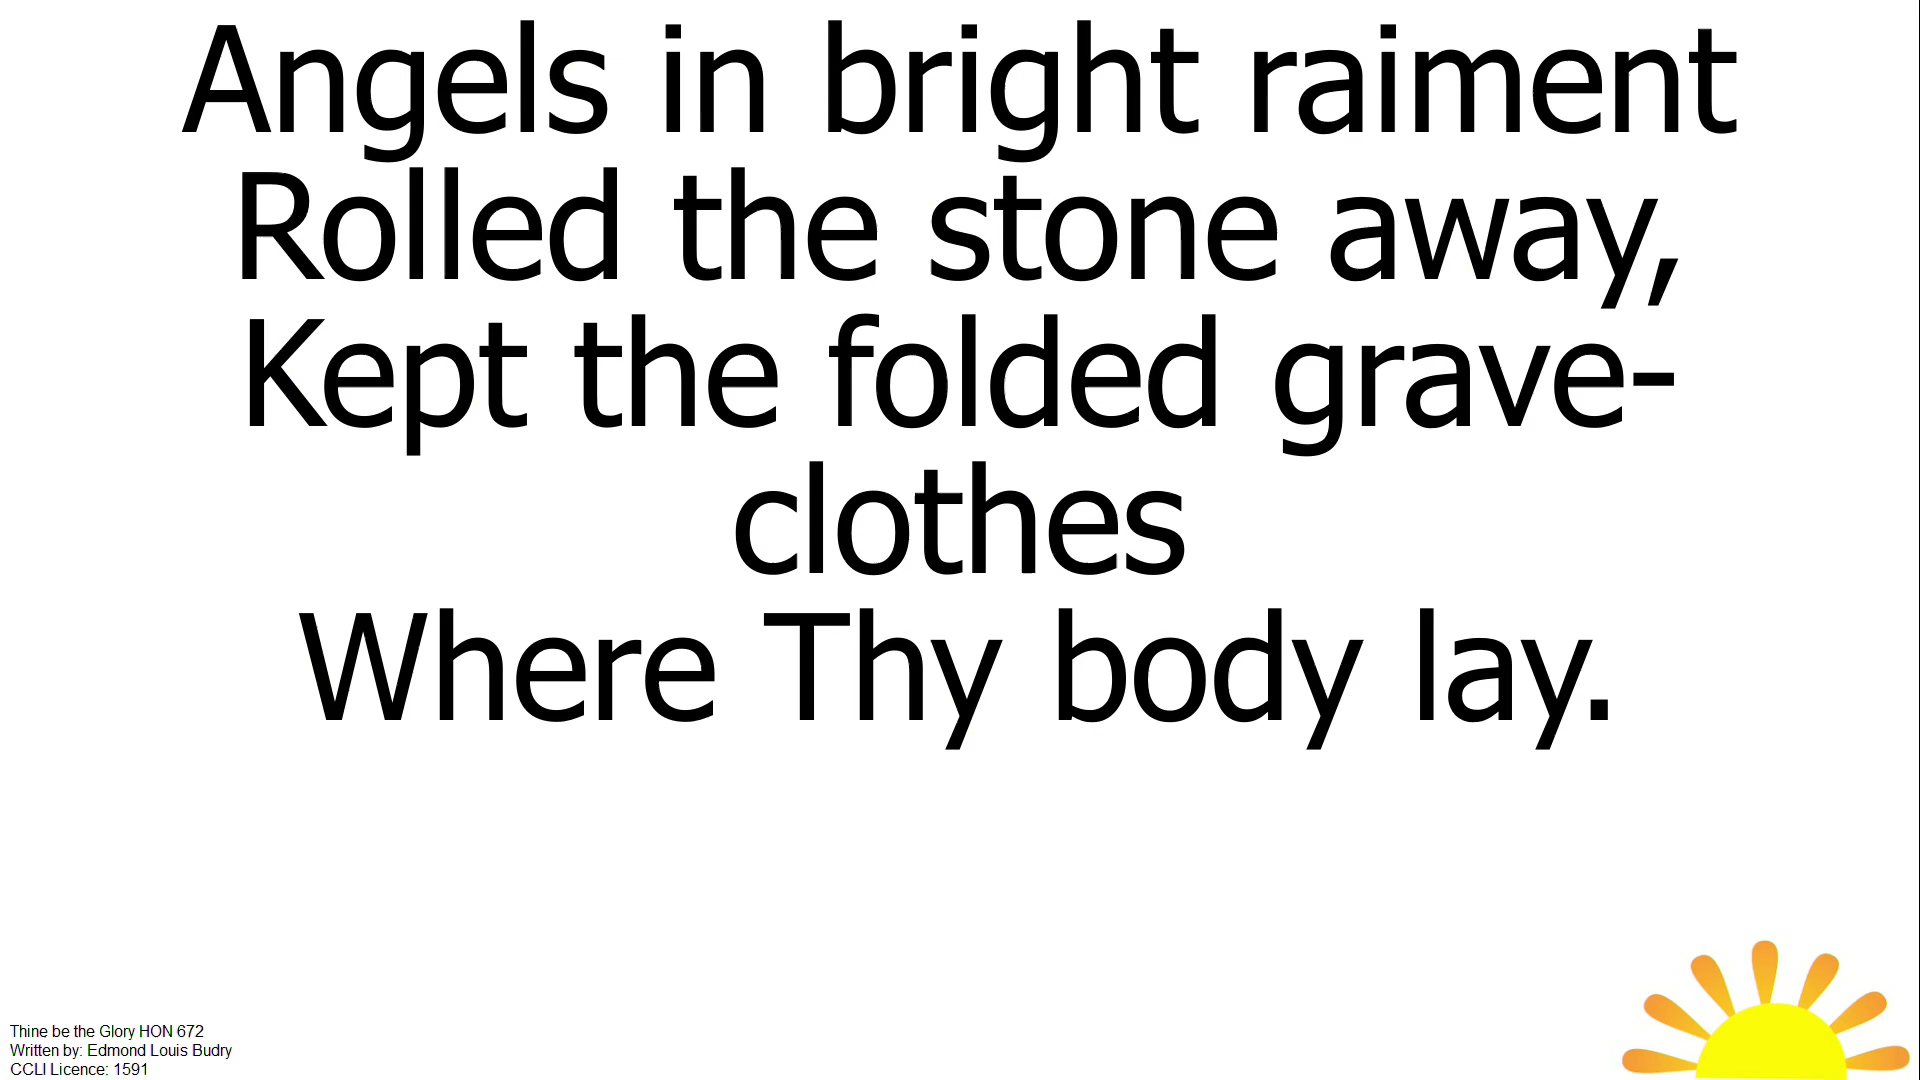 Angels in bright raiment
Rolled the stone away,
Kept the folded grave-
clothes
Where Thy body lay.
Thine be the Glory HON 672
Written by: Edmond Louis Budry
CCLI Licence: 1591